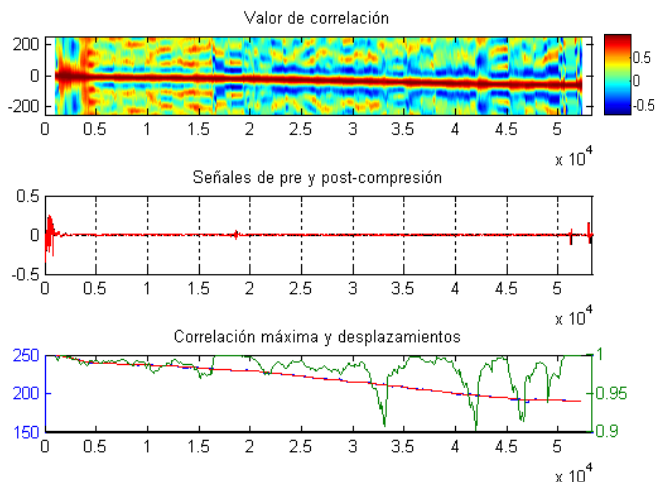 Valor de correlación
200
0
-200
0 0.5 1 1.5 2 2.5 3 3.5 4 4.5 5
x 10^4
0.5
0
-0.5
Señales de pre y post-compresión
0.5
0
-0.5
0 0.5 1 1.5 2 2.5 3 3.5 4 4.5 5
x 10^4
Correlación máxima y desplazamientos
250
200
150
1
0.95
0.9
0 0.5 1 1.5 2 2.5 3 3.5 4 4.5 5
x 10^4